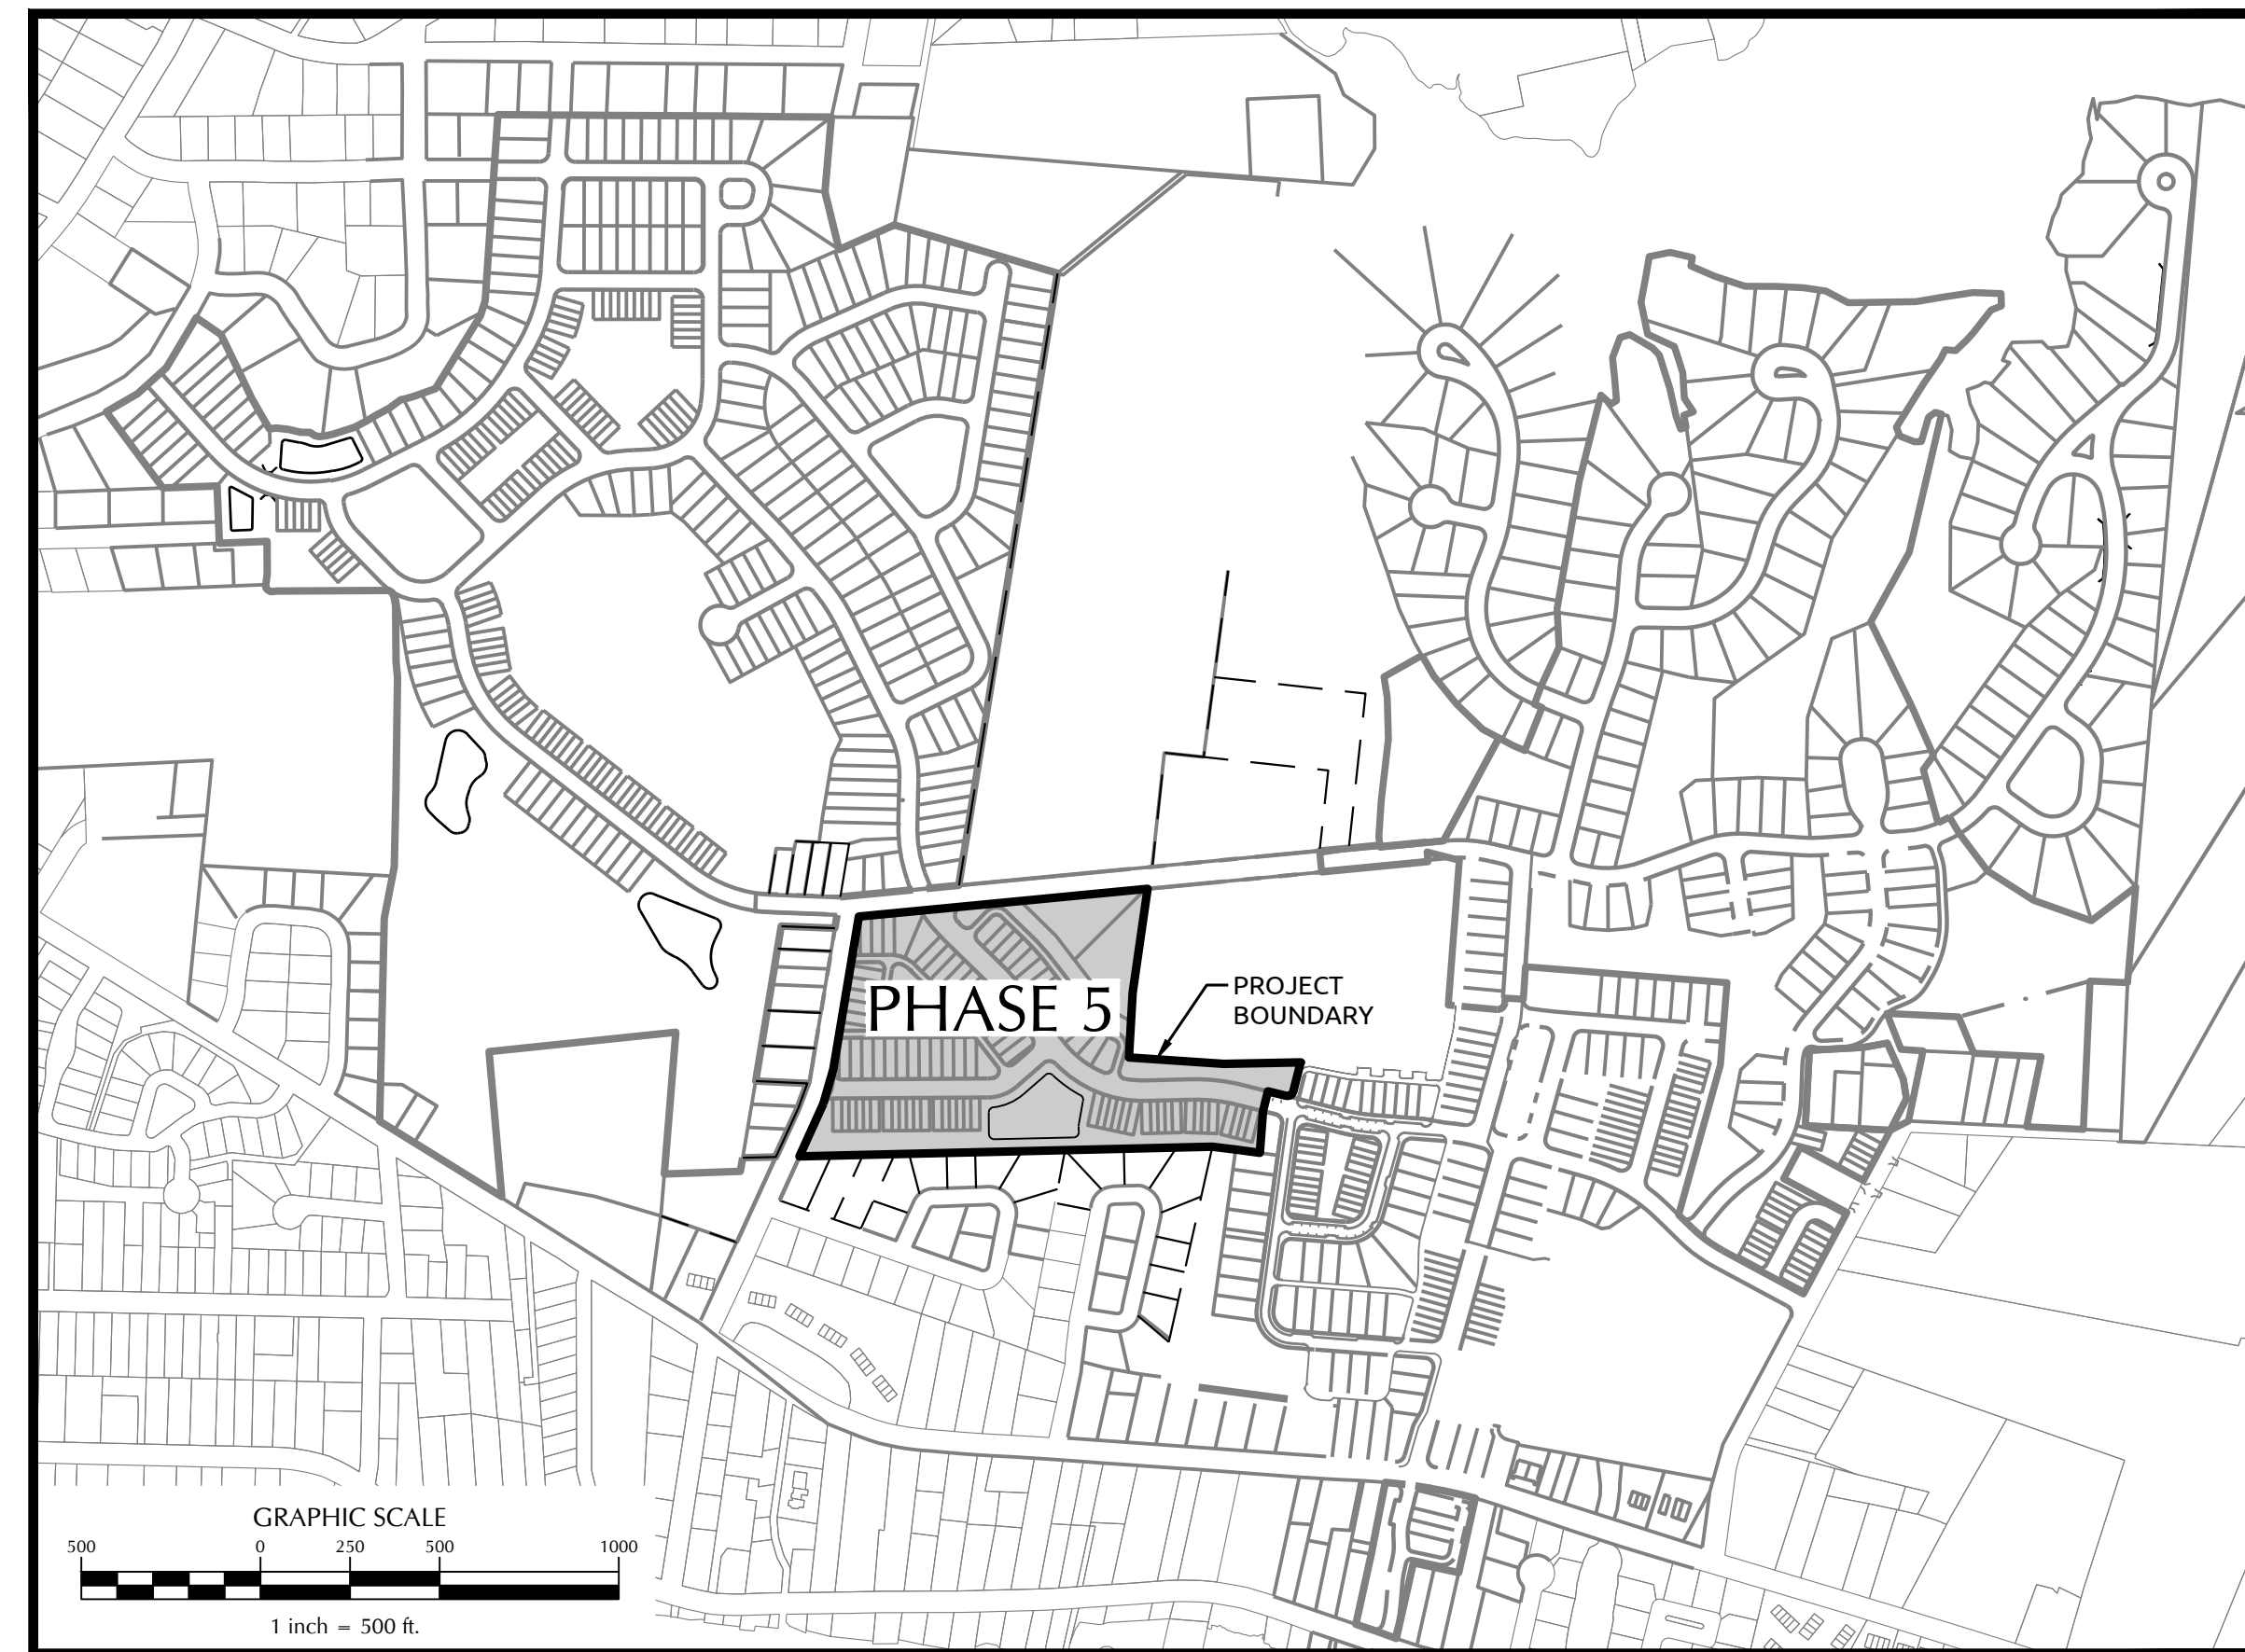 PHASE 5
PROJECT
BOUNDARY
GRAPHIC SCALE
500 0 250 500 1000
1 inch = 500 ft.